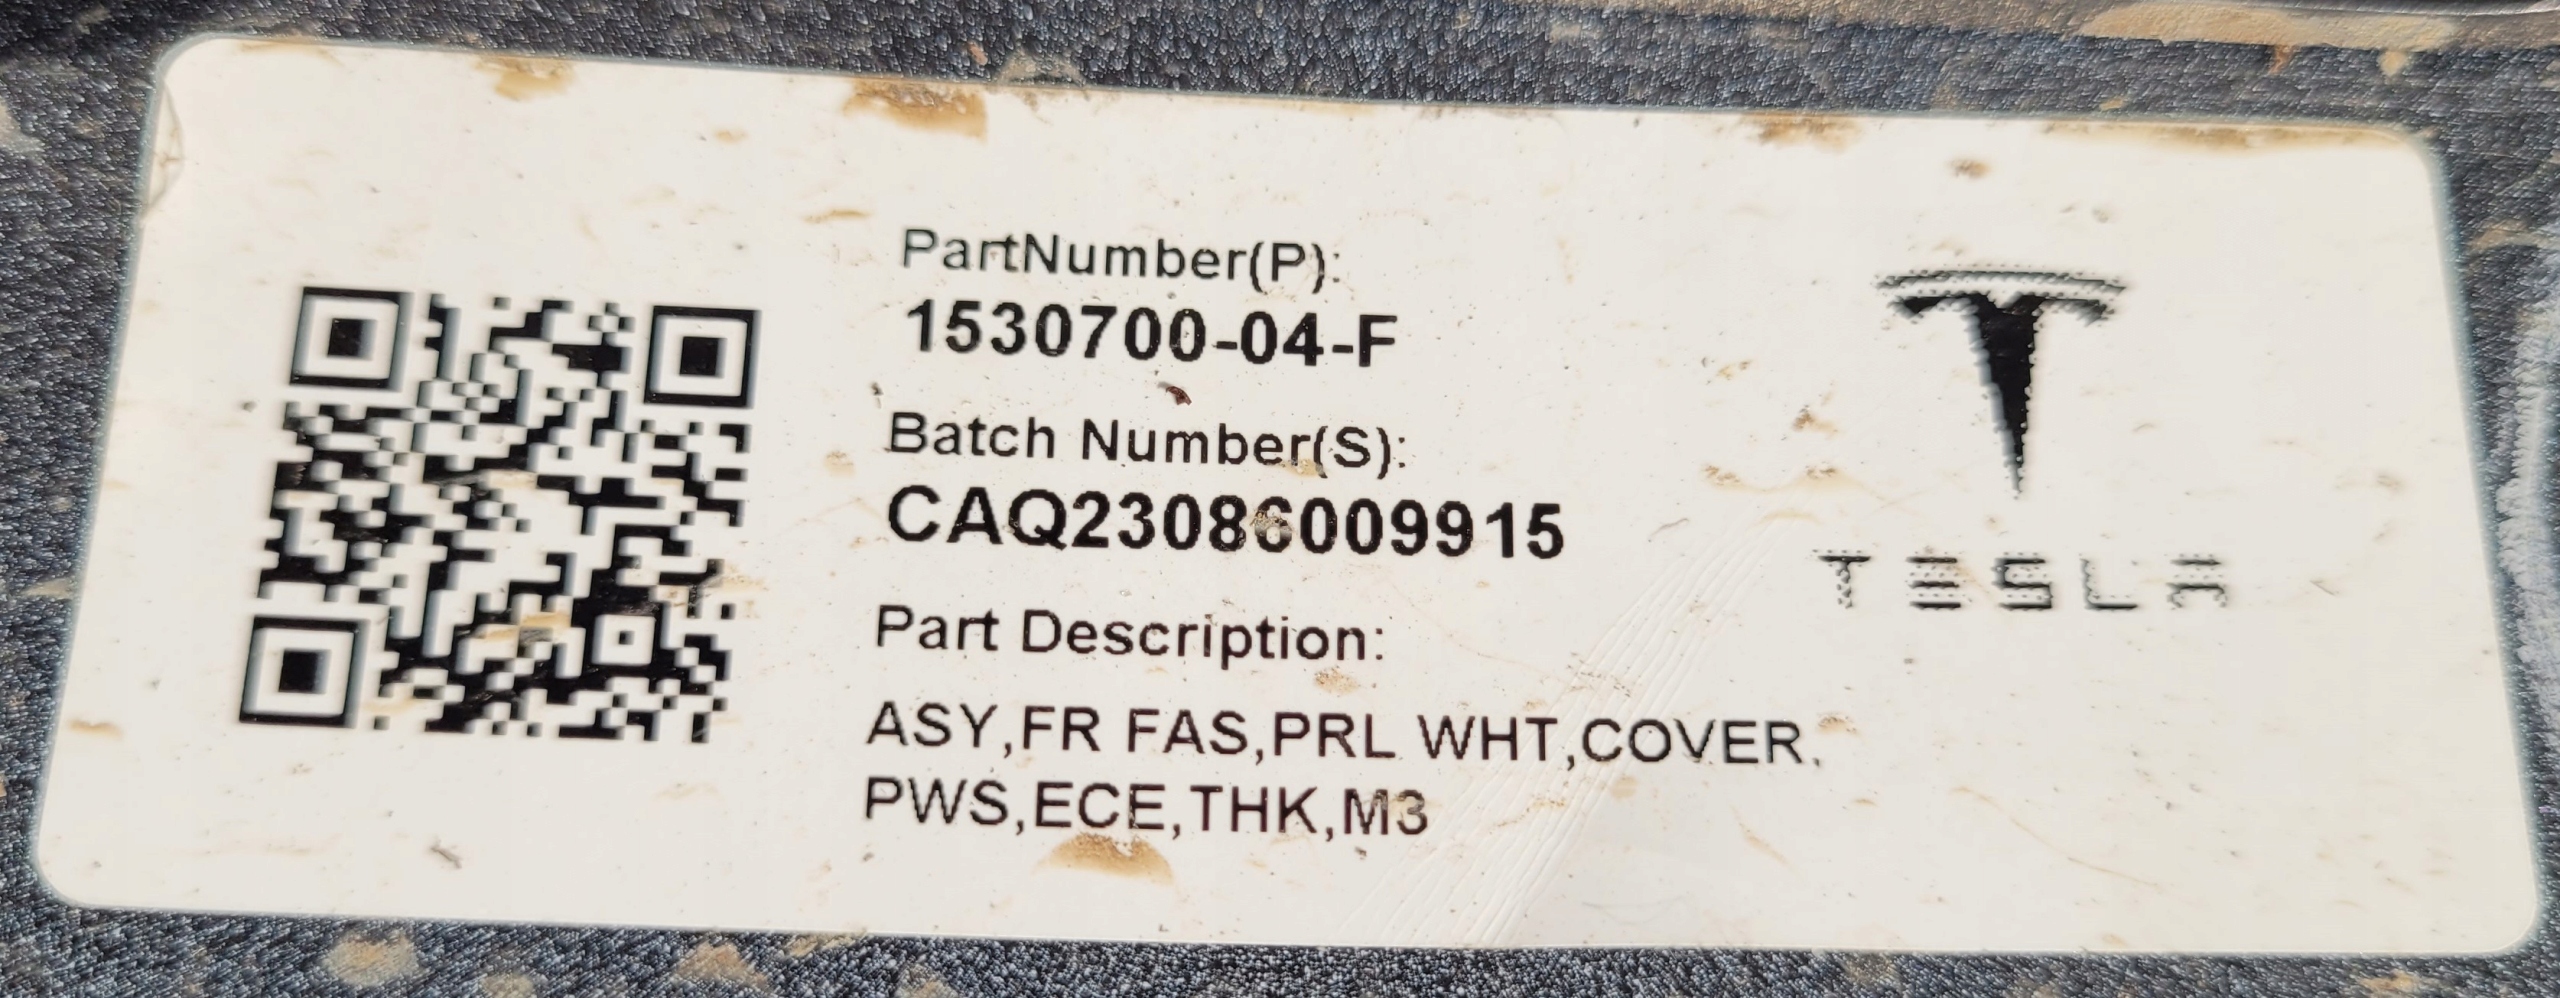 PartNumber(P):
1530700-04-F
Batch Number(S):
CAQ23086009915
Part Description:
ASY,FR FAS,PRL WHT,COVER,
PWS,ECE,THK,M3
TESLA